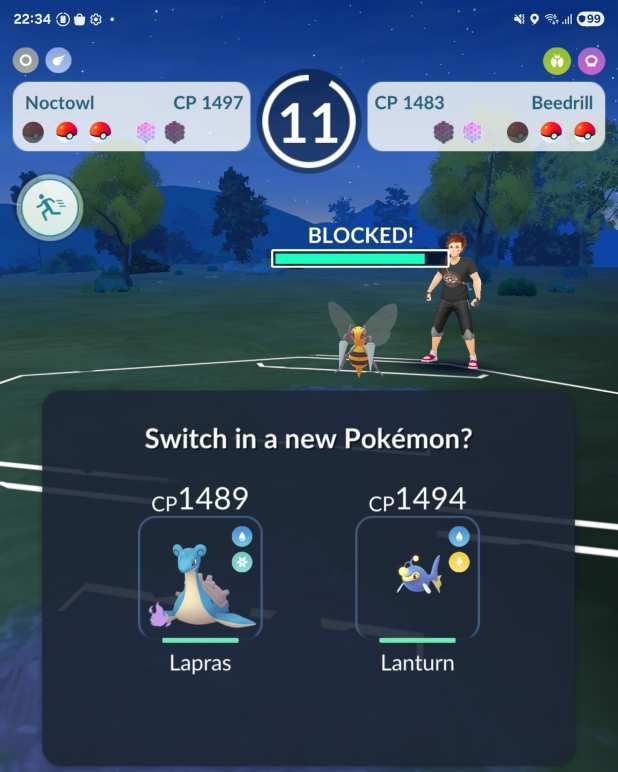 22:34
99
Noctowl CP 1497
11
CP 1483 Beedrill
BLOCKED!
Switch in a new Pokémon?
CP1489 CP1494
Lapras Lanturn